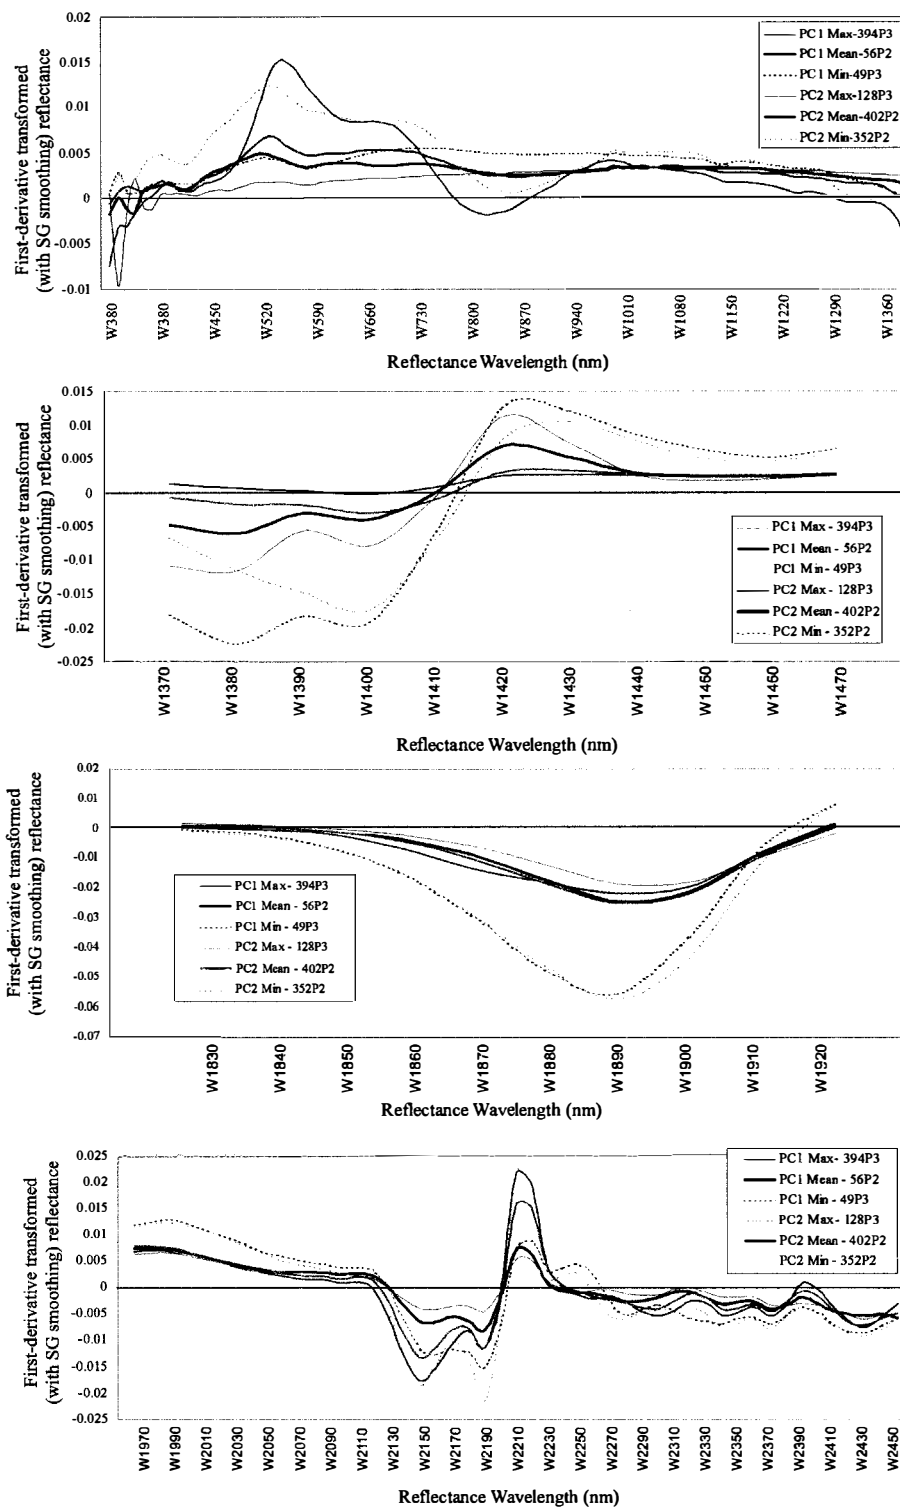 First-derivative transformed
(with SG smoothing) reflectance
0.02
0.015
0.01
0.005
0
-0.005
-0.01
PC1 Max-394P3
PC1 Mean-56P2
PC1 Min-49P3
PC2 Max-128P3
PC2 Mean-402P2
PC2 Min-352P2
W380 W380 W450 W520 W590 W660 W730 W800 W870 W940 W1010 W1080 W1150 W1220 W1290 W1360
Reflectance Wavelength (nm)
First-derivative transformed
(with SG smoothing) reflectance
0.015
0.01
0.005
0
-0.005
-0.01
-0.015
-0.02
-0.025
PC1 Max - 394P3
PC1 Mean - 56P2
PC1 Min - 49P3
PC2 Max - 128P3
PC2 Mean - 402P2
PC2 Min - 352P2
W1370 W1380 W1390 W1400 W1410 W1420 W1430 W1440 W1450 W1460 W1470
Reflectance Wavelength (nm)
First-derivative transformed
(with SG smoothing) reflectance
0.02
0.01
0
-0.01
-0.02
-0.03
-0.04
-0.05
-0.06
-0.07
PC1 Max - 394P3
PC1 Mean - 56P2
PC1 Min - 49P3
PC2 Max - 128P3
PC2 Mean - 402P2
PC2 Min - 352P2
W1830 W1840 W1850 W1860 W1870 W1880 W1890 W1900 W1910 W1920
Reflectance Wavelength (nm)
First-derivative transformed
(with SG smoothing) reflectance
0.025
0.02
0.015
0.01
0.005
0
-0.005
-0.01
-0.015
-0.02
-0.025
PC1 Max- 394P3
PC1 Mean - 56P2
PC1 Min - 49P3
PC2 Max - 128P3
PC2 Mean - 402P2
PC2 Min - 352P2
W1970 W1990 W2010 W2030 W2050 W2070 W2090 W2110 W2130 W2150 W2170 W2190 W2210 W2230 W2250 W2270 W2290 W2310 W2330 W2350 W2370 W2390 W2410 W2430 W2450
Reflectance Wavelength (nm)